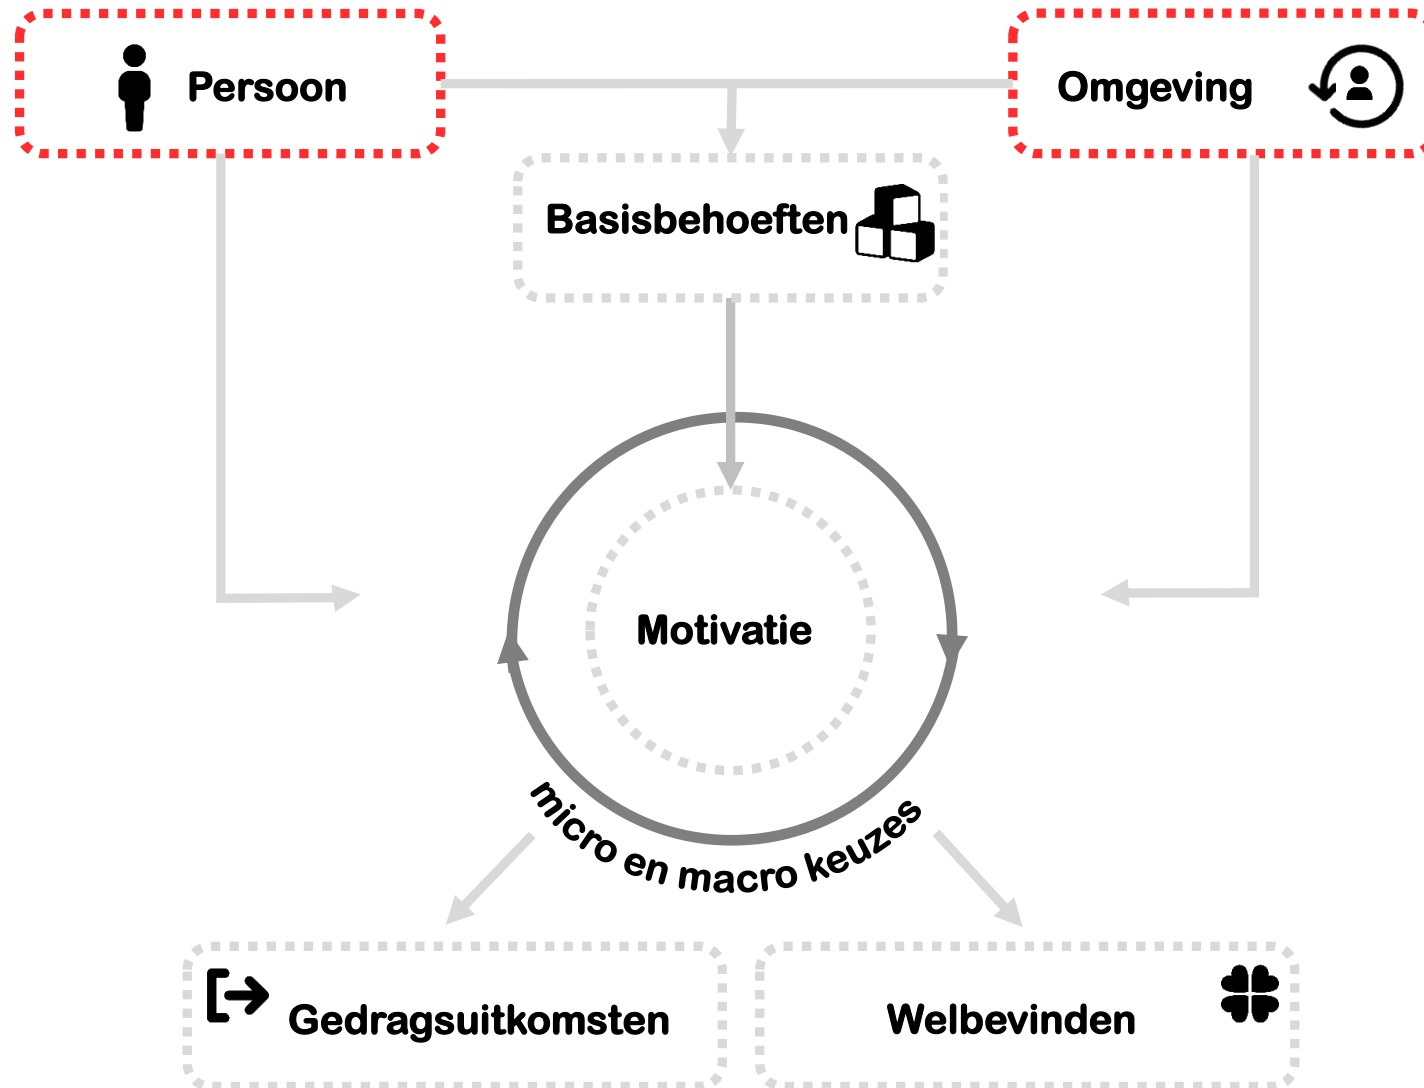 Persoon
Omgeving
Basisbehoeften
Motivatie
micro en macro keuzes
Gedragsuitkomsten
Welbevinden